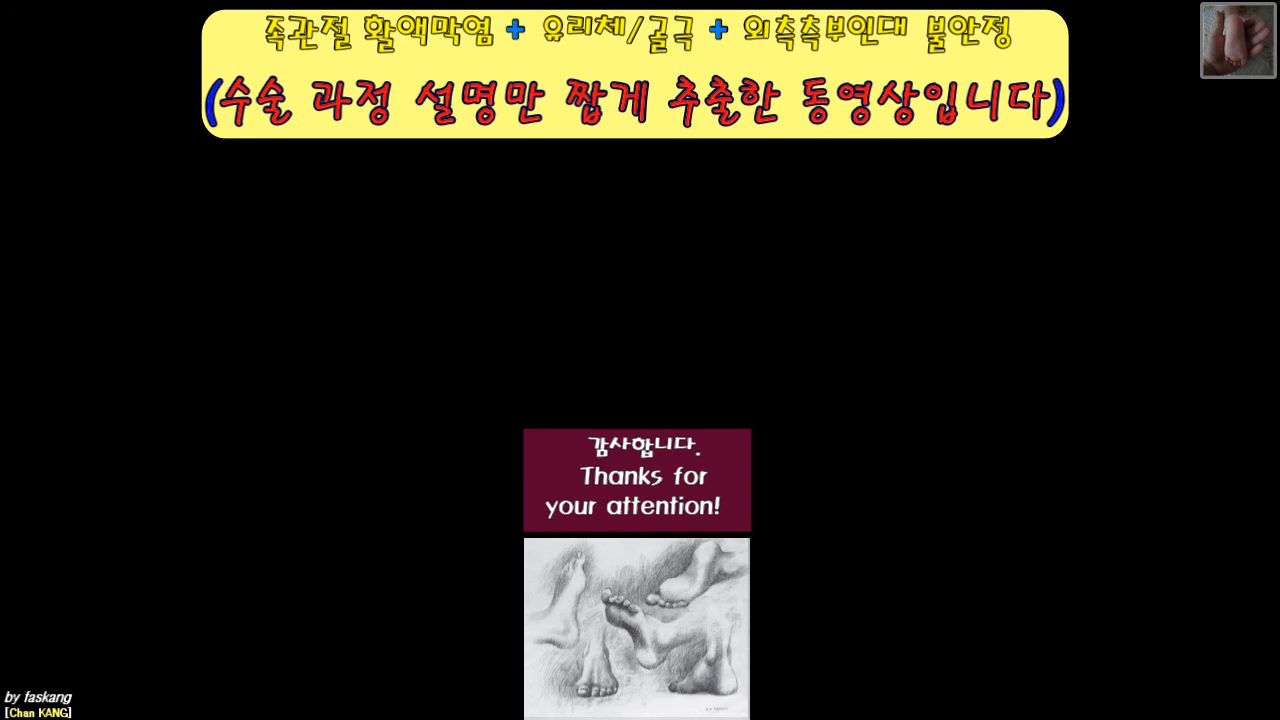 족관절 활액막염 + 유리체/골극 + 외측측부인대 불안정
(수술 과정 설명만 짧게 추출한 동영상입니다)
감사합니다.
Thanks for
your attention!
by faskang
[Chan KANG]